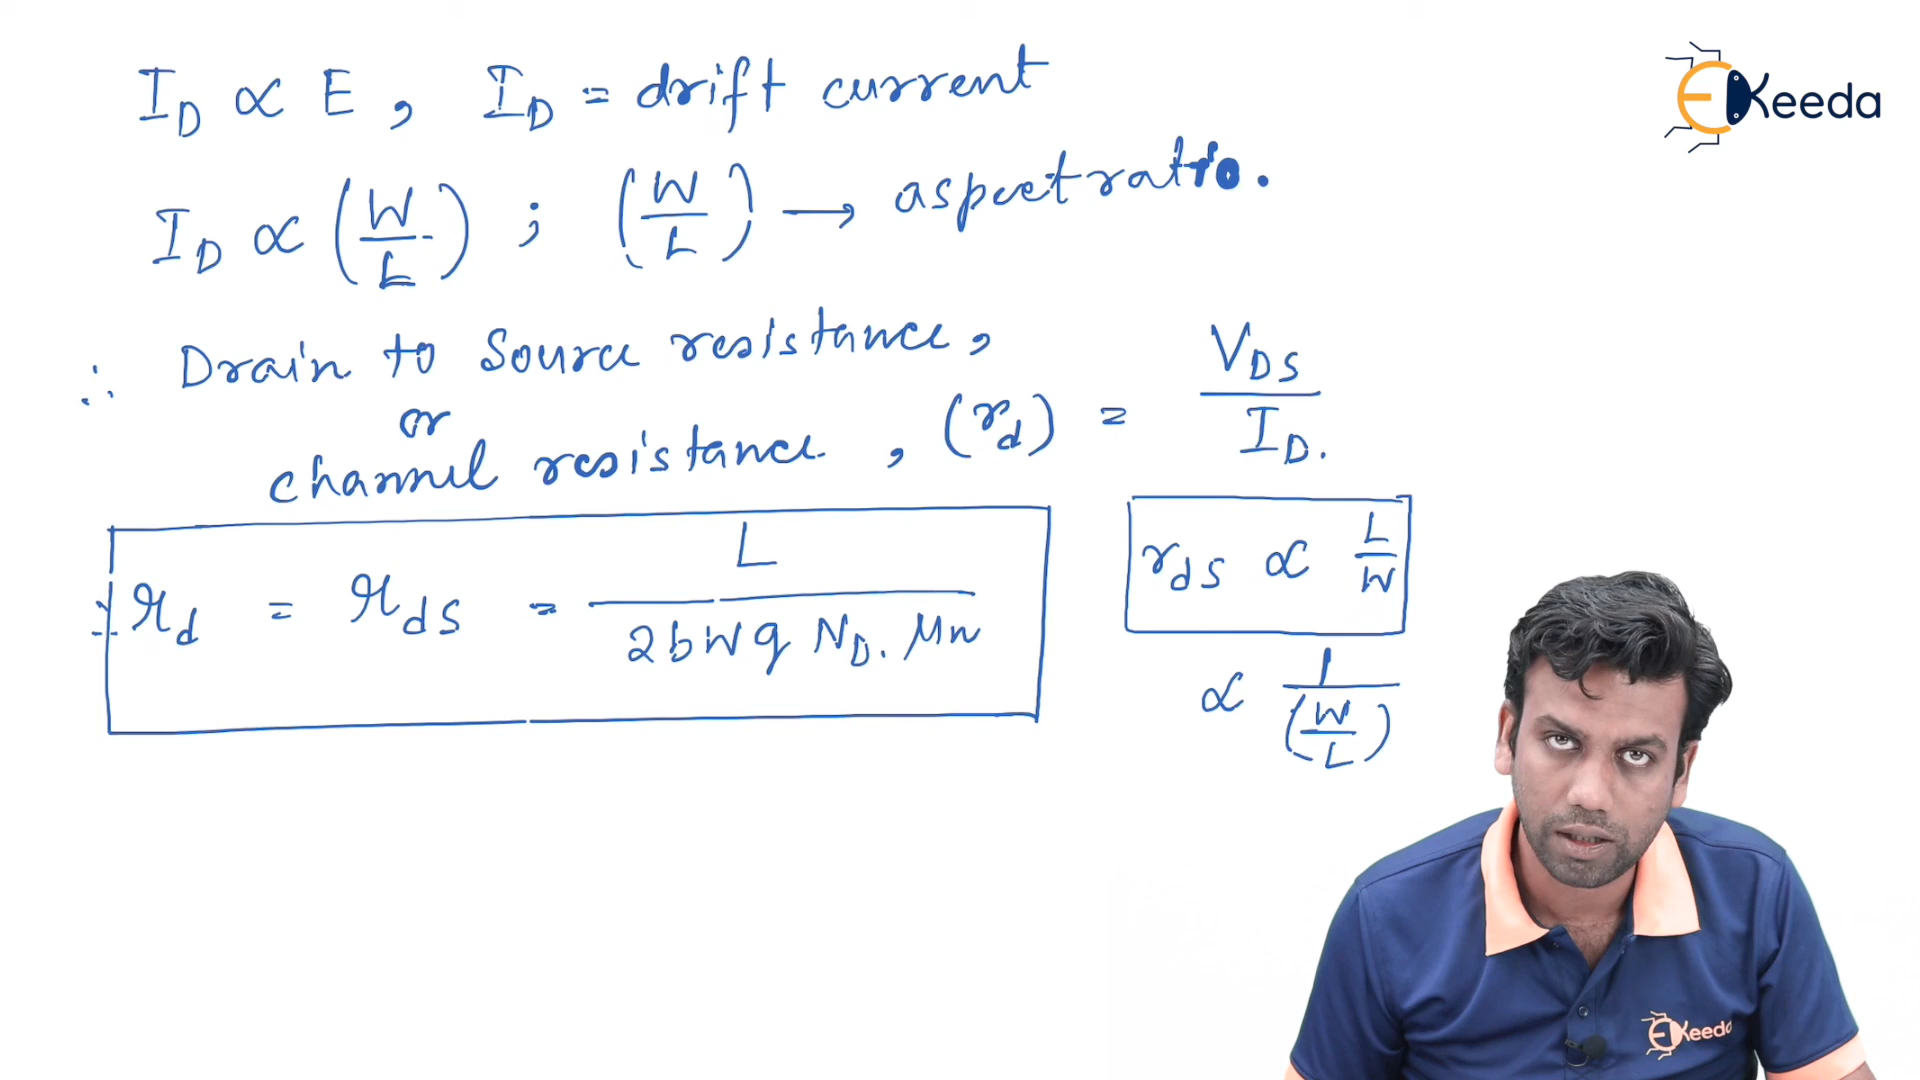 I_D ∝ E , I_D = drift current
EKeeda
I_D ∝ (W/L) ; (W/L) → aspect ratio.
∴ Drain to Source resistance,
or
channel resistance. , (r_d) = V_DS / I_D.
r_d = r_ds = L / 2bWq N_D. μn
r_ds ∝ L/W
∝ 1/(W/L)
EKeeda